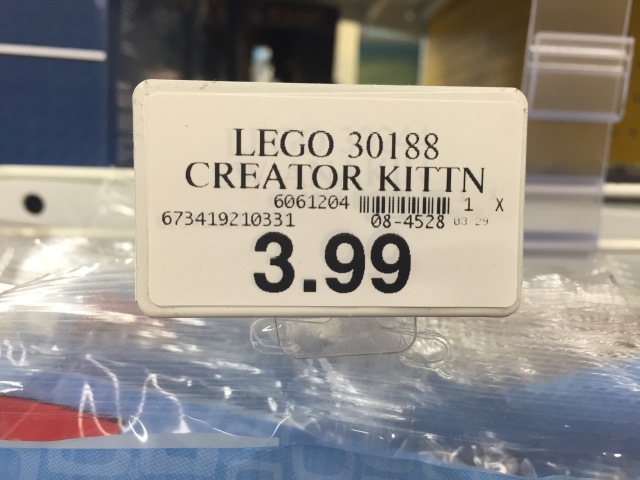 LEGO 30188
CREATOR KITTN
6061204 1 X
673419210331 08-4528 03 29
3.99